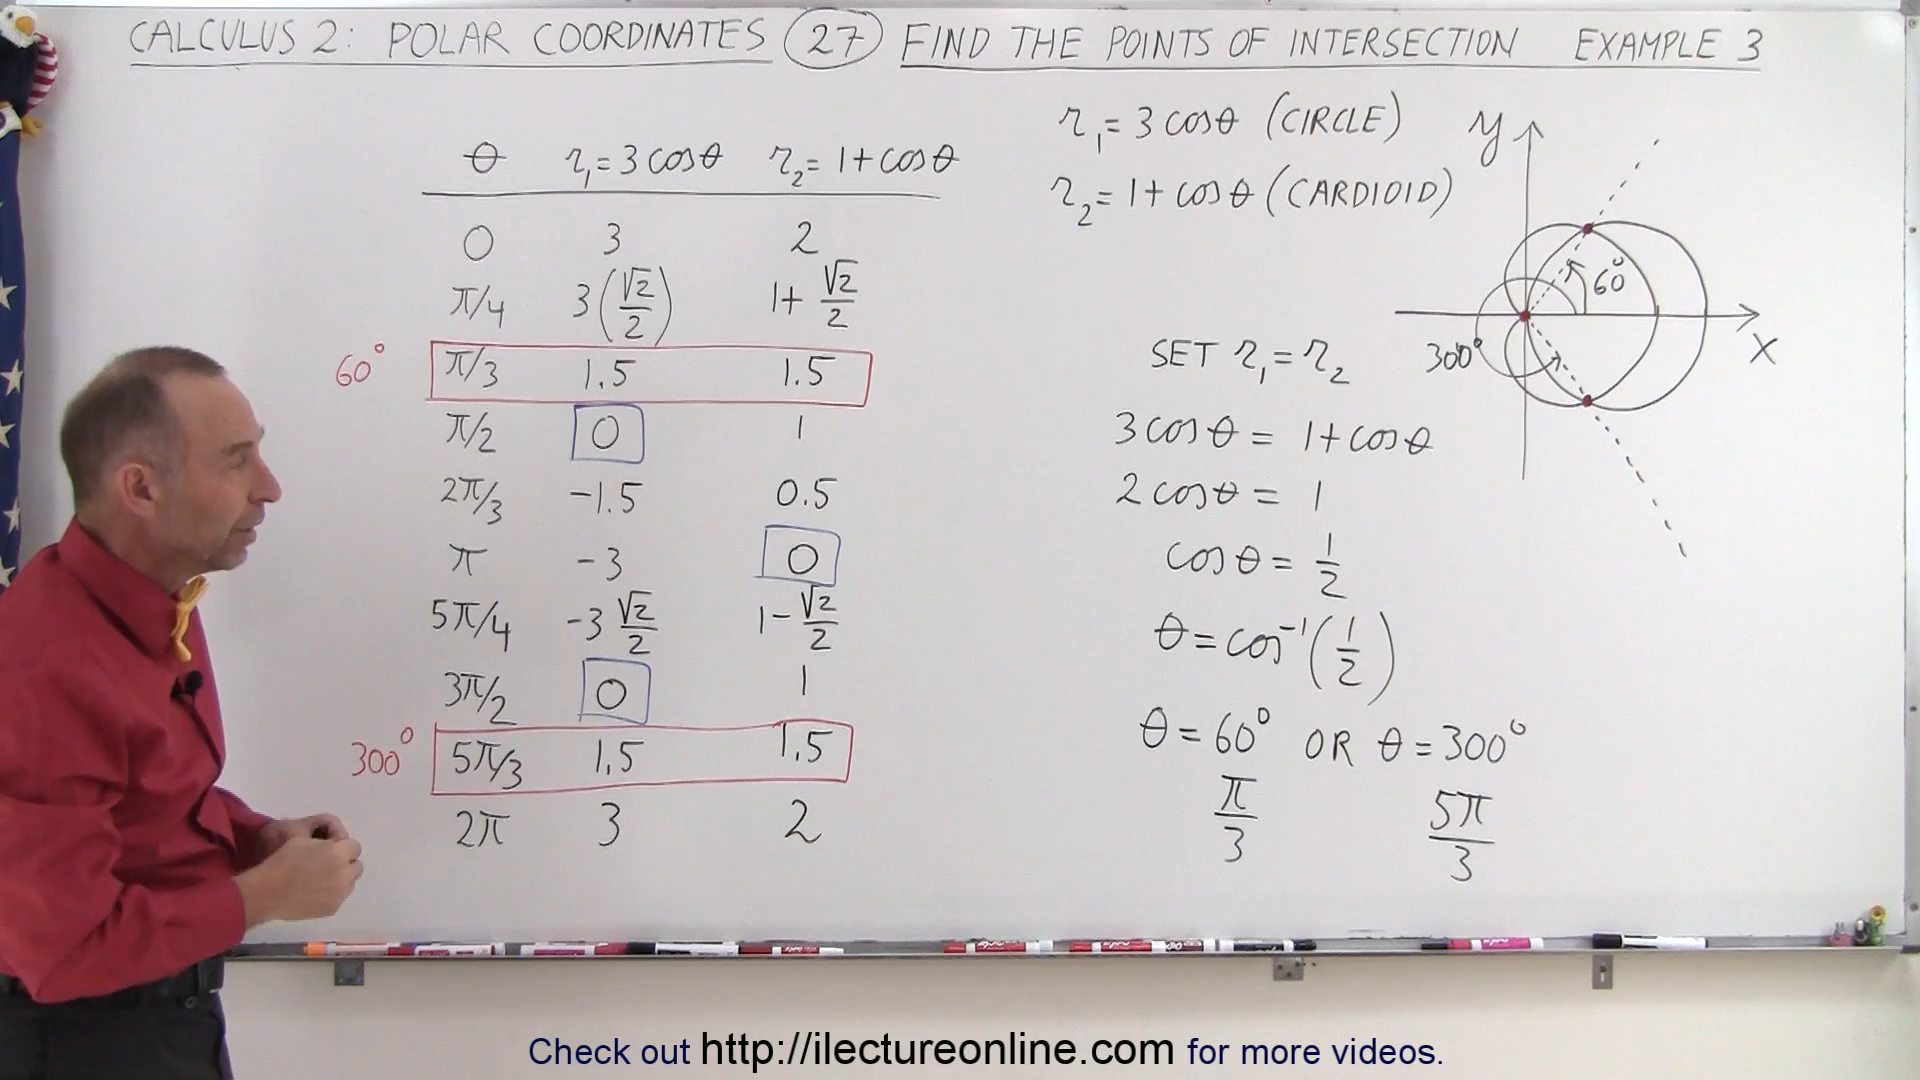 CALCULUS 2: POLAR COORDINATES 27 FIND THE POINTS OF INTERSECTION EXAMPLE 3
θ r₁=3cosθ r₂=1+cosθ
0 3 2
π/4 3(√2/2) 1+√2/2
60° π/3 1.5 1.5
π/2 0 1
2π/3 -1.5 0.5
π -3 0
5π/4 -3√2/2 1-√2/2
3π/2 0 1
300° 5π/3 1.5 1.5
2π 3 2
r₁=3cosθ (CIRCLE)
r₂=1+cosθ (CARDIOID)
y
60°
300°
x
SET r₁=r₂
3cosθ = 1+cosθ
2cosθ = 1
cosθ = 1/2
θ=cos⁻¹(1/2)
θ=60° OR θ=300°
π/3 5π/3
Check out http://ilectureonline.com for more videos.